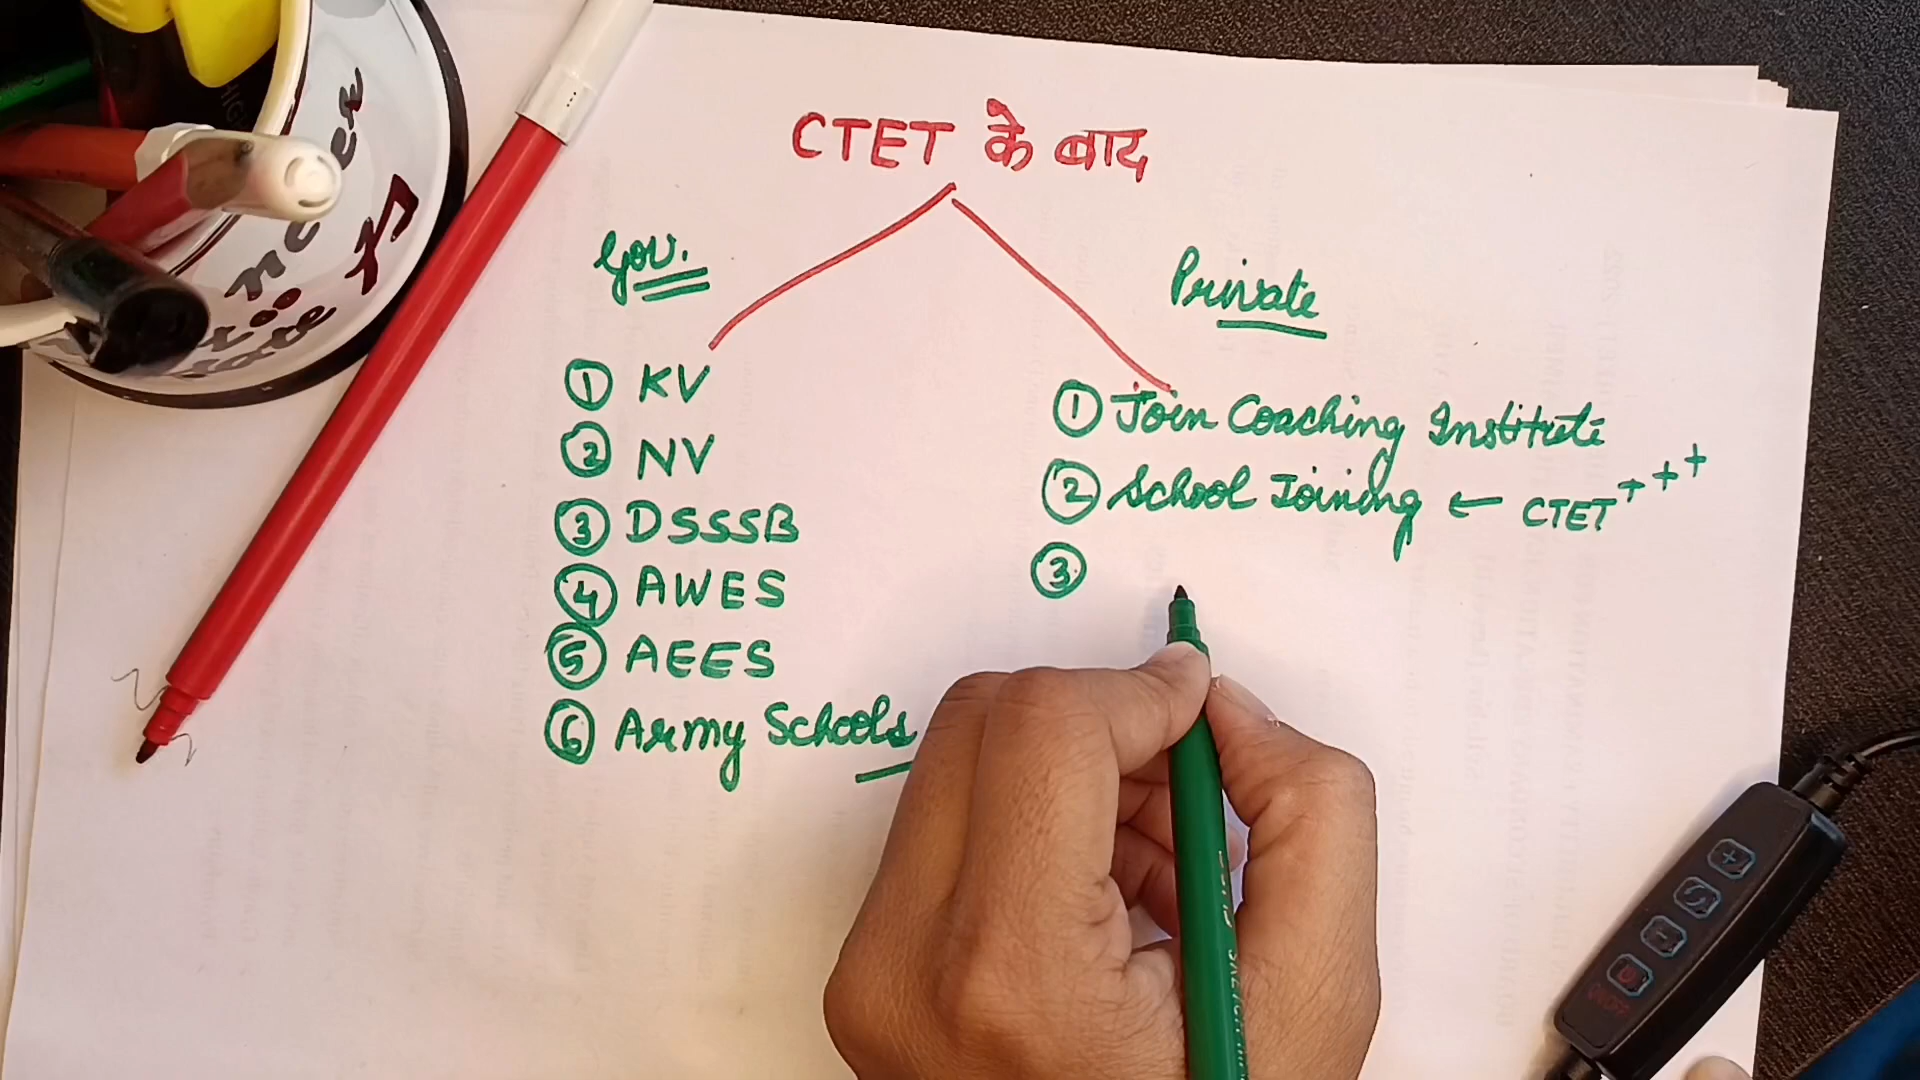 CTET के बाद
Gov.
① KV
② NV
③ DSSSB
④ AWES
⑤ AEES
⑥ Army Schools
Private
① Join Coaching Institute
② School Joining ← CTET+++
③